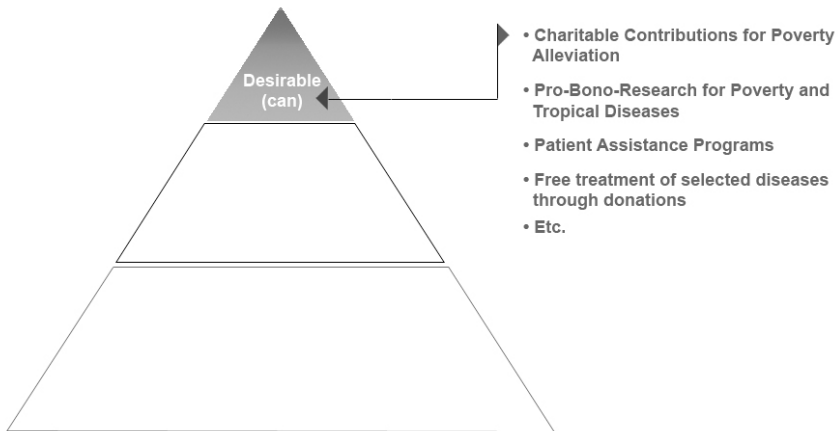 Desirable
(can)
• Charitable Contributions for Poverty
Alleviation
• Pro-Bono-Research for Poverty and
Tropical Diseases
• Patient Assistance Programs
• Free treatment of selected diseases
through donations
• Etc.